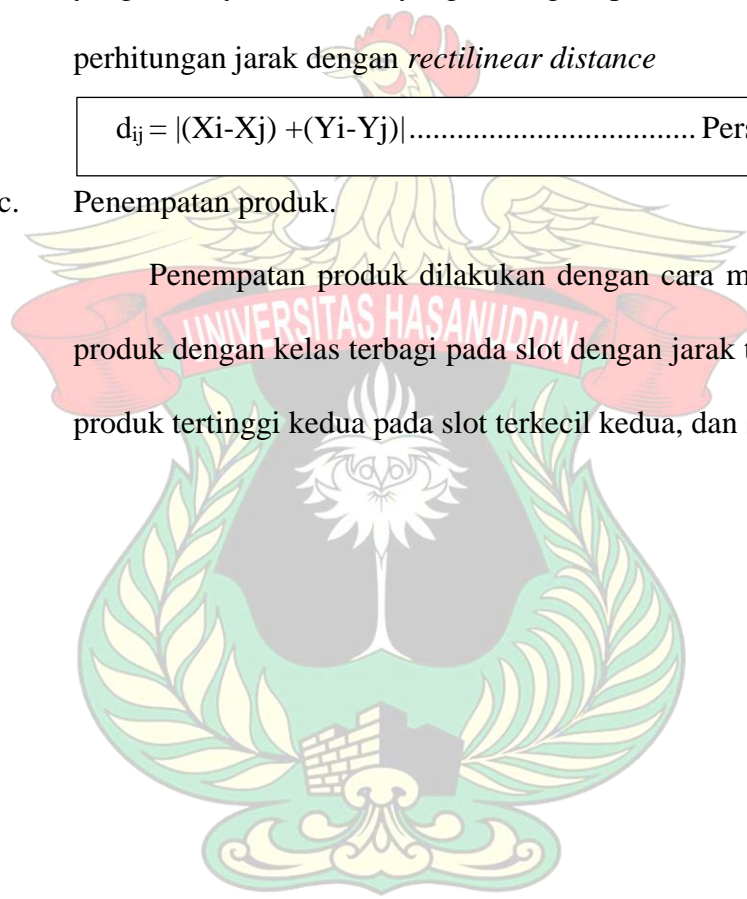 perhitungan jarak dengan rectilinear distance
dij = |(Xi-Xj) +(Yi-Yj)|................................... Pers
c. Penempatan produk.
Penempatan produk dilakukan dengan cara m
UNIVERSITAS HASANUDDIN
produk dengan kelas terbagi pada slot dengan jarak t
produk tertinggi kedua pada slot terkecil kedua, dan